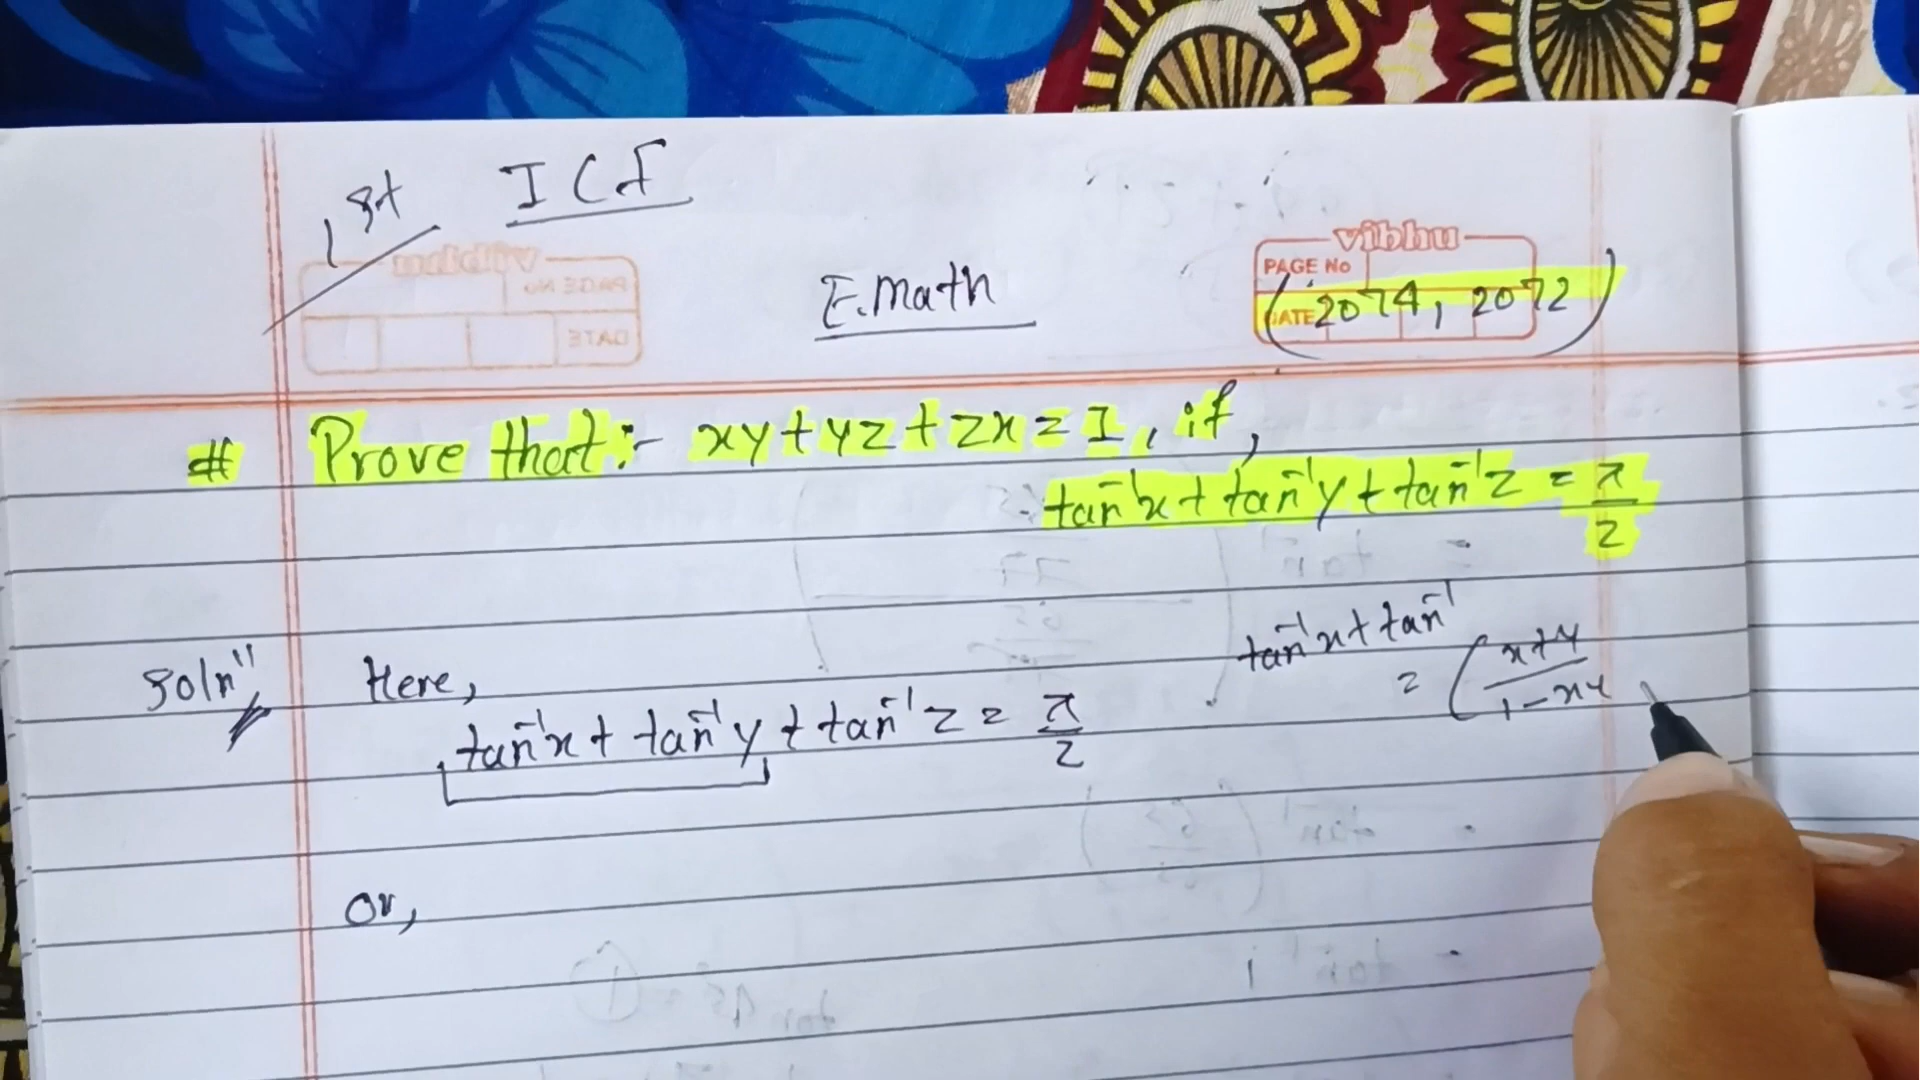 1st ICF
vibhu
PAGE No
DATE
E.Math
(2074, 2072)
# Prove that:- xy+yz+zx=1, if,
tan⁻¹x + tan⁻¹y + tan⁻¹z = π/2
Soln"
Here,
tan⁻¹x + tan⁻¹y + tan⁻¹z = π/2
tan⁻¹x + tan⁻¹
= (x+y/1-xy
or,